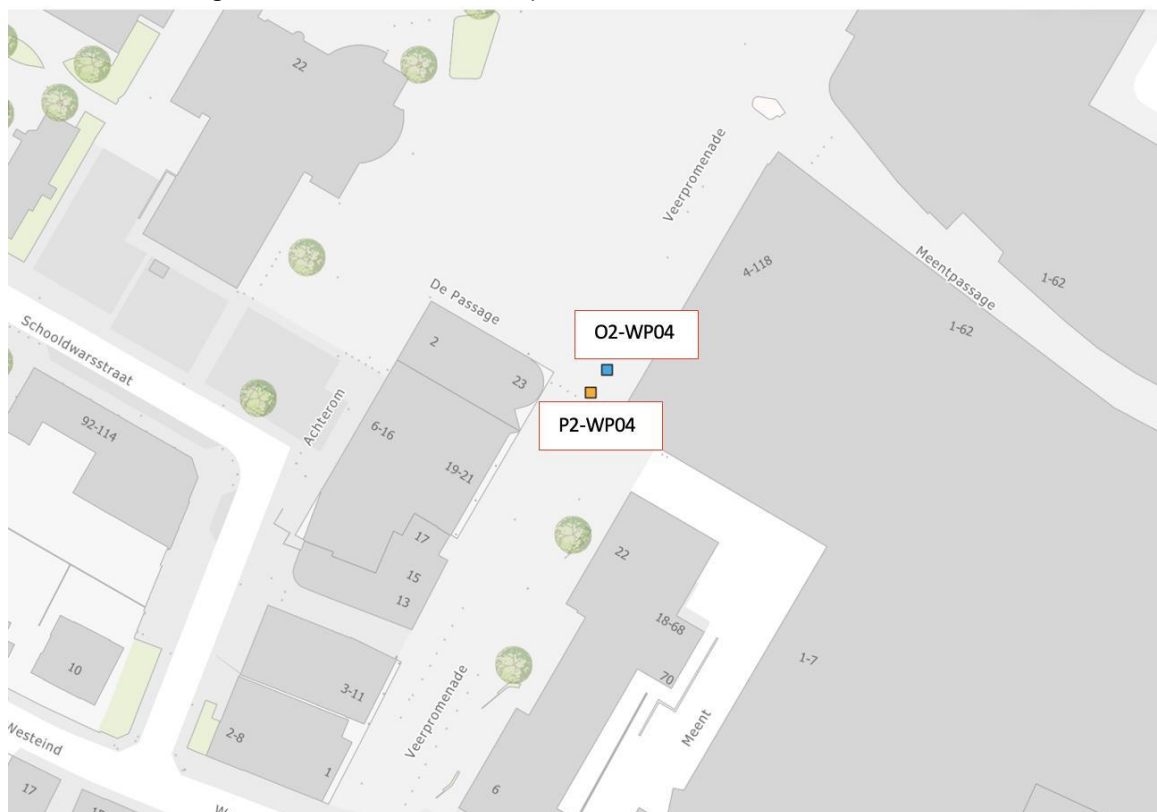 22
Veerpromenade
4-118
Meentpassage
1-62
1-62
De Passage
2
23
O2-WP04
P2-WP04
Schooldwarsstraat
92-114
Achterom
6-16
19-21
17
15
13
22
18-68
70
1-7
10
3-11
Veerpromenade
Meent
2-8
1
Westeind
17
6